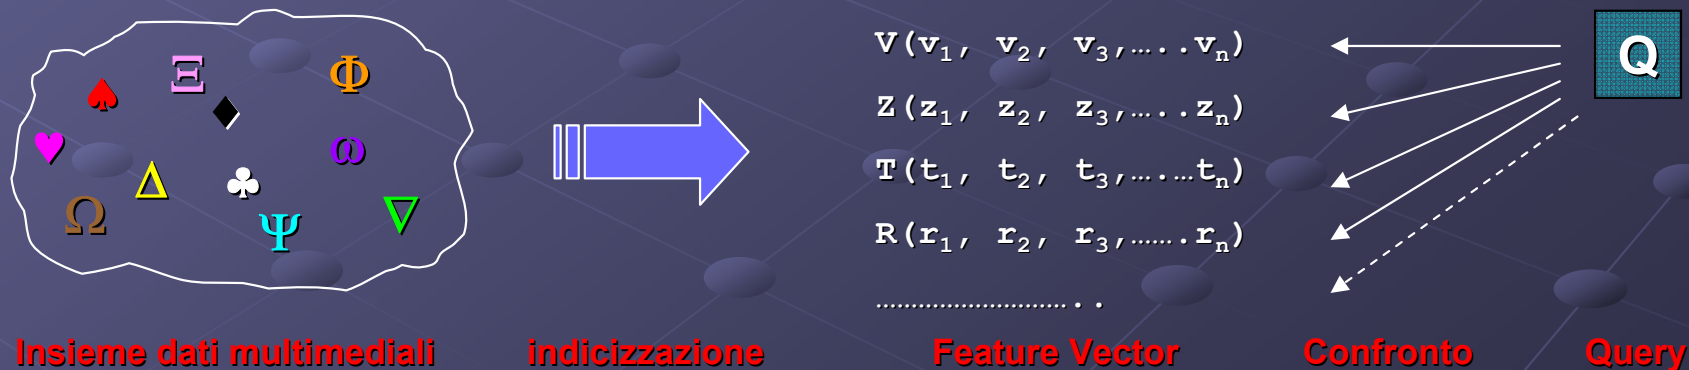 ♠ Ξ ♦ Φ
♥ Δ ♣ ω
Ω Ψ ∇
V(v₁, v₂, v₃,…..vₙ)
Z(z₁, z₂, z₃,…..zₙ)
T(t₁, t₂, t₃,…...tₙ)
R(r₁, r₂, r₃,…...rₙ)
……………………..
Q
Insieme dati multimediali
indicizzazione
Feature Vector
Confronto
Query